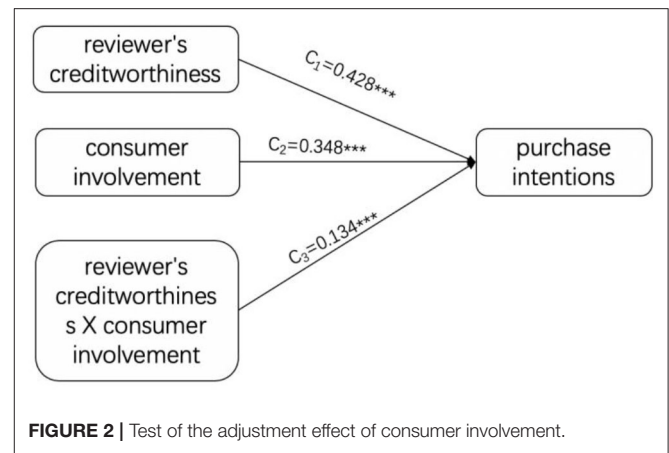 reviewer's
creditworthiness
C₁=0.428***
consumer
involvement
C₂=0.348***
purchase
intentions
C₃=0.134***
reviewer's
creditworthines
s X consumer
involvement
FIGURE 2 | Test of the adjustment effect of consumer involvement.